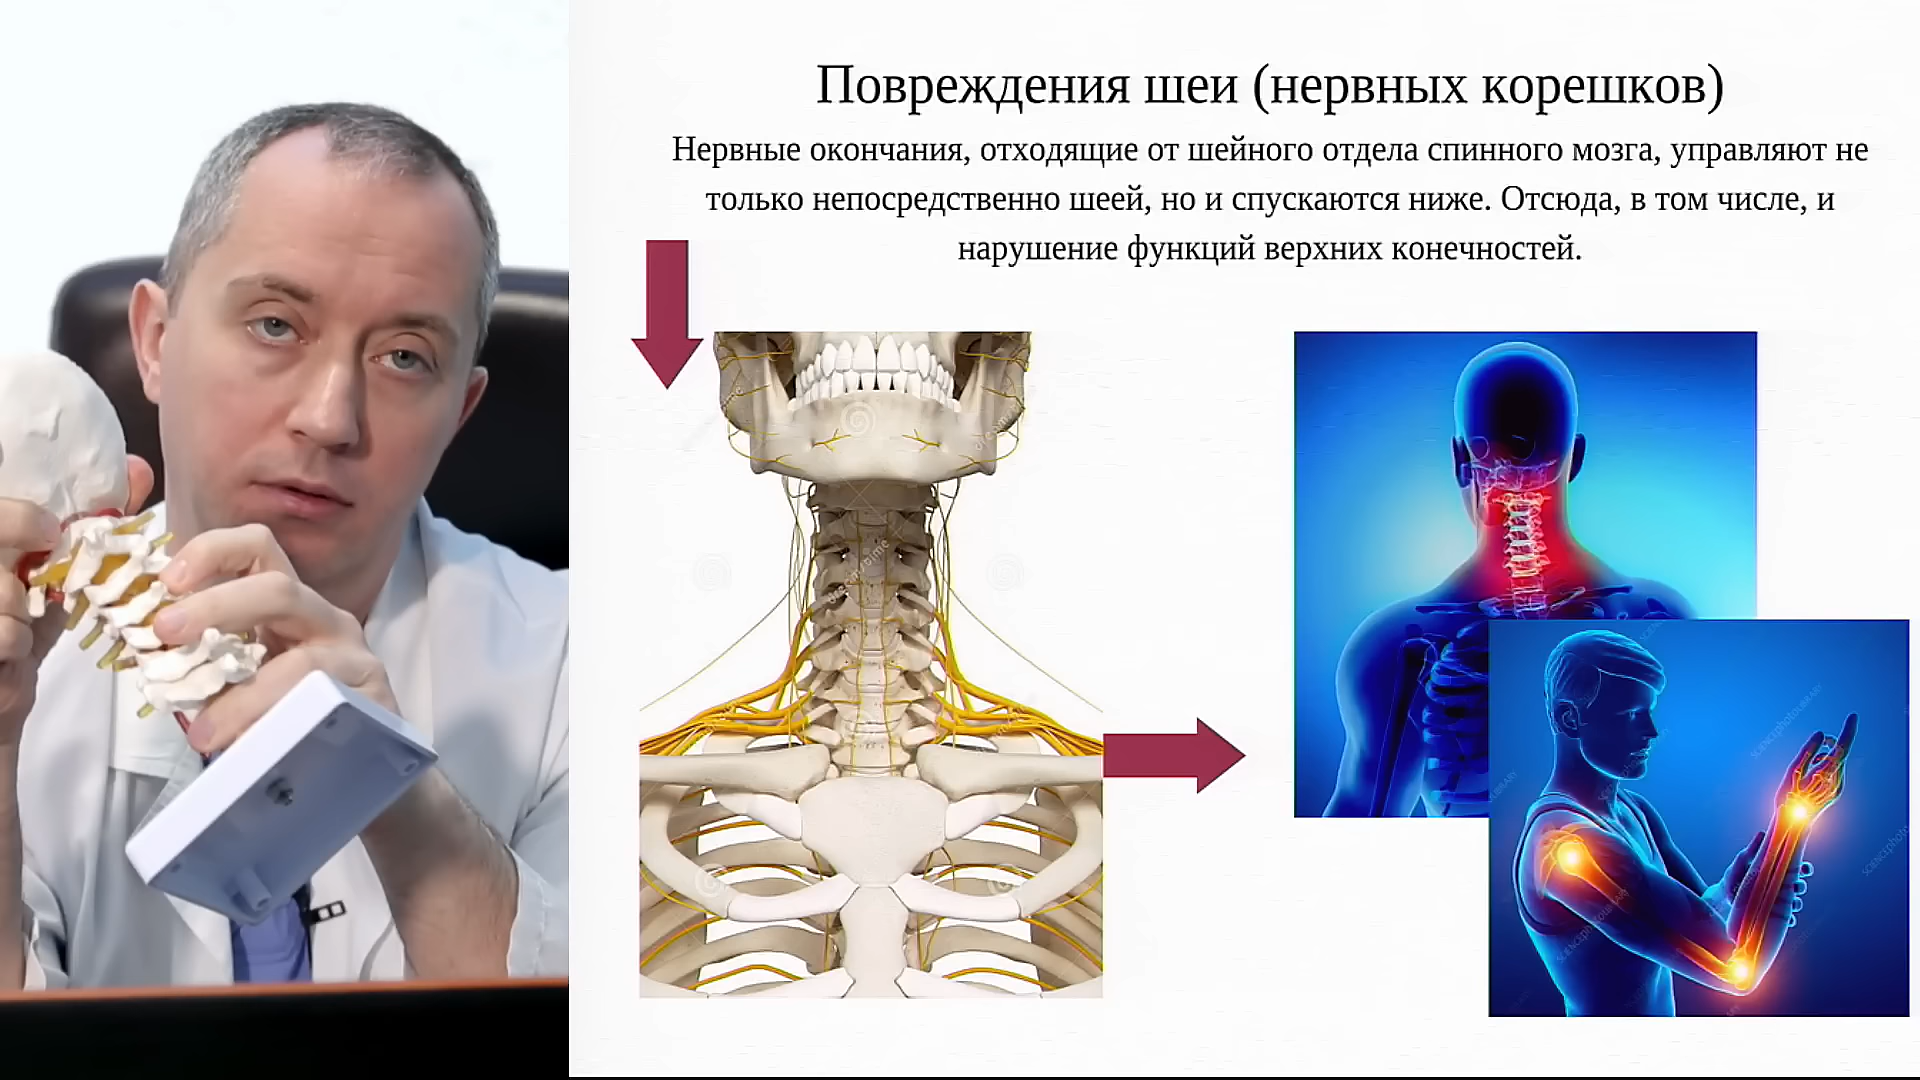 Повреждения шеи (нервных корешков)
Нервные окончания, отходящие от шейного отдела спинного мозга, управляют не
только непосредственно шеей, но и спускаются ниже. Отсюда, в том числе, и
нарушение функций верхних конечностей.